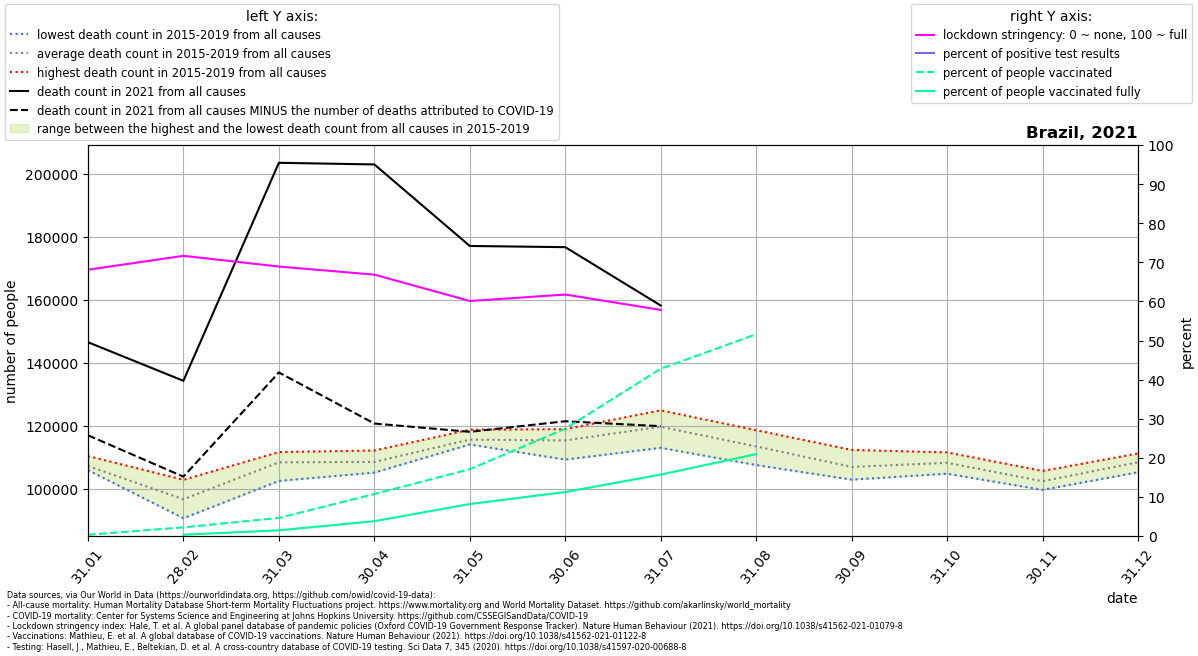 left Y axis:
lowest death count in 2015-2019 from all causes
average death count in 2015-2019 from all causes
highest death count in 2015-2019 from all causes
death count in 2021 from all causes
death count in 2021 from all causes MINUS the number of deaths attributed to COVID-19
range between the highest and the lowest death count from all causes in 2015-2019
right Y axis:
lockdown stringency: 0 ~ none, 100 ~ full
percent of positive test results
percent of people vaccinated
percent of people vaccinated fully
Brazil, 2021
number of people
200000
180000
160000
140000
120000
100000
100
90
80
70
60
50
40
30
20
10
0
percent
31.01
28.02
31.03
30.04
31.05
30.06
31.07
31.08
30.09
31.10
30.11
31.12
date
Data sources, via Our World in Data (https://ourworldindata.org, https://github.com/owid/covid-19-data):
- All-cause mortality: Human Mortality Database Short-term Mortality Fluctuations project. https://www.mortality.org and World Mortality Dataset. https://github.com/akarlinsky/world_mortality
- COVID-19 mortality: Center for Systems Science and Engineering at Johns Hopkins University. https://github.com/CSSEGISandData/COVID-19
- Lockdown stringency index: Hale, T. et al. A global panel database of pandemic policies (Oxford COVID-19 Government Response Tracker). Nature Human Behaviour (2021). https://doi.org/10.1038/s41562-021-01079-8
- Vaccinations: Mathieu, E. et al. A global database of COVID-19 vaccinations. Nature Human Behaviour (2021). https://doi.org/10.1038/s41562-021-01122-8
- Testing: Hasell, J., Mathieu, E., Beltekian, D. et al. A cross-country database of COVID-19 testing. Sci Data 7, 345 (2020). https://doi.org/10.1038/s41597-020-00688-8